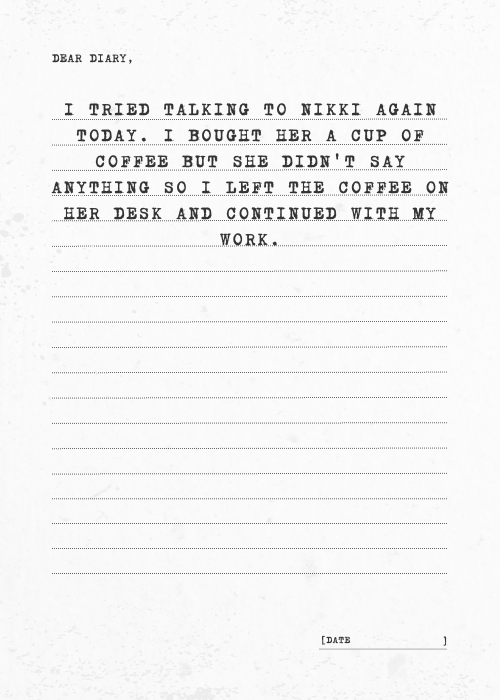 DEAR DIARY,
I TRIED TALKING TO NIKKI AGAIN
TODAY. I BOUGHT HER A CUP OF
COFFEE BUT SHE DIDN'T SAY
ANYTHING SO I LEFT THE COFFEE ON
HER DESK AND CONTINUED WITH MY
WORK.
[DATE ]